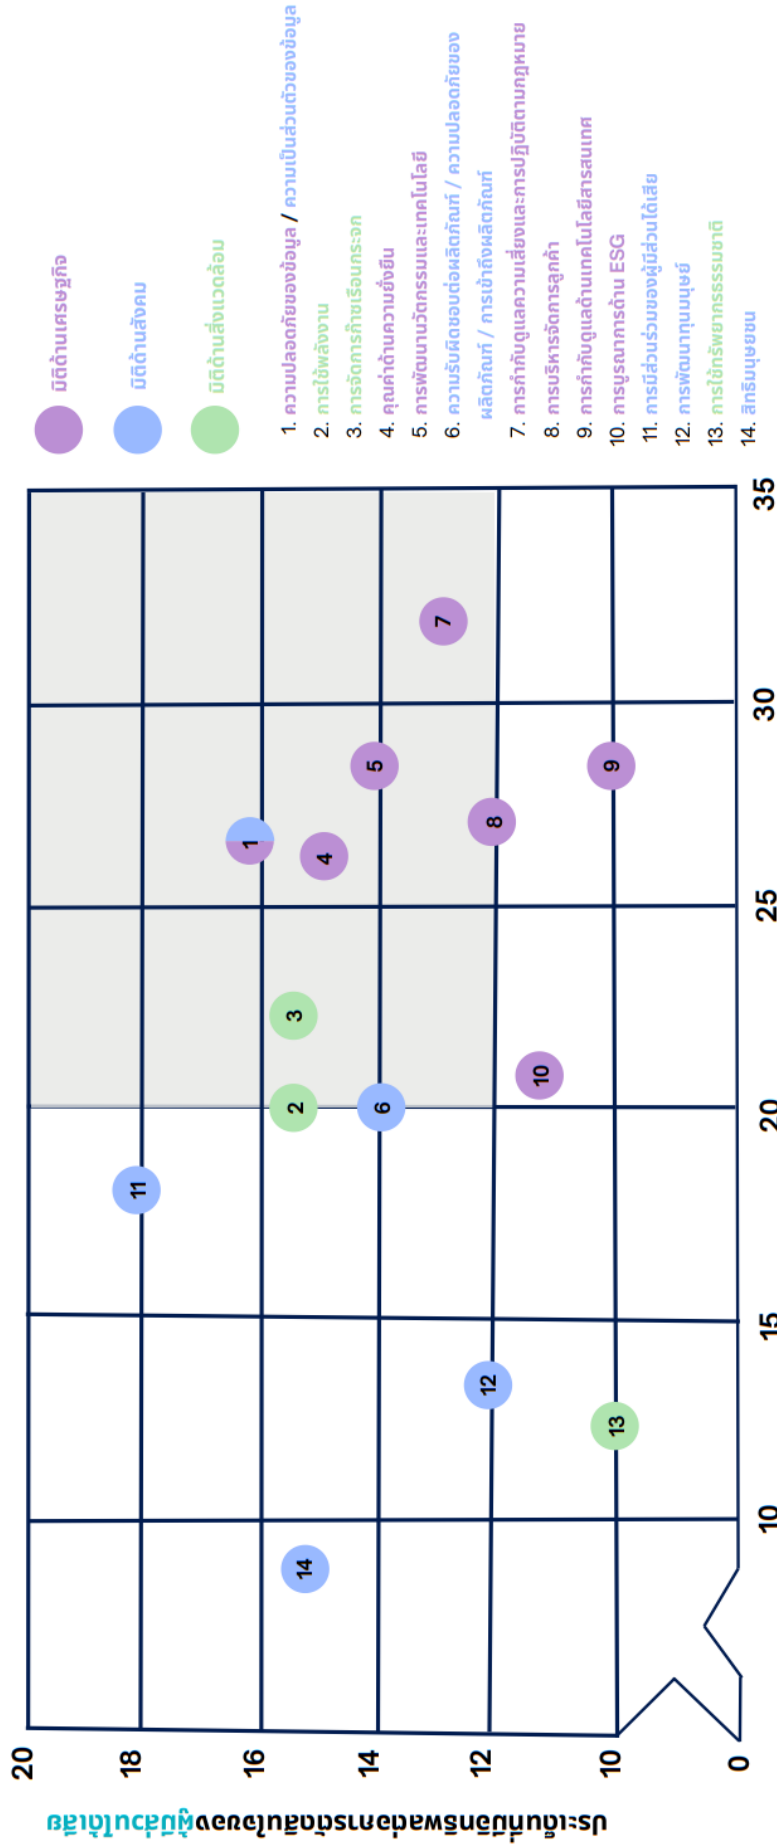 ประเด็นที่มีอิทธิพลต่อการตัดสินใจของผู้มีส่วนได้เสีย
20
18
16
14
12
10
0
10
15
20
25
30
35
1
2
3
4
5
6
7
8
9
10
11
12
13
14
มิติด้านเศรษฐกิจ
มิติด้านสังคม
มิติด้านสิ่งแวดล้อม
1. ความปลอดภัยของข้อมูล / ความเป็นส่วนตัวของข้อมูล
2. การใช้พลังงาน
3. การจัดการก๊าซเรือนกระจก
4. คุณค่าด้านความยั่งยืน
5. การพัฒนานวัตกรรมและเทคโนโลยี
6. ความรับผิดชอบต่อผลิตภัณฑ์ / ความปลอดภัยของ
ผลิตภัณฑ์ / การเข้าถึงผลิตภัณฑ์
7. การกำกับดูแลความเสี่ยงและการปฏิบัติตามกฎหมาย
8. การบริหารจัดการลูกค้า
9. การกำกับดูแลด้านเทคโนโลยีสารสนเทศ
10. การบูรณาการด้าน ESG
11. การมีส่วนร่วมของผู้มีส่วนได้เสีย
12. การพัฒนาทุนมนุษย์
13. การใช้ทรัพยากรธรรมชาติ
14. สิทธิมนุษยชน